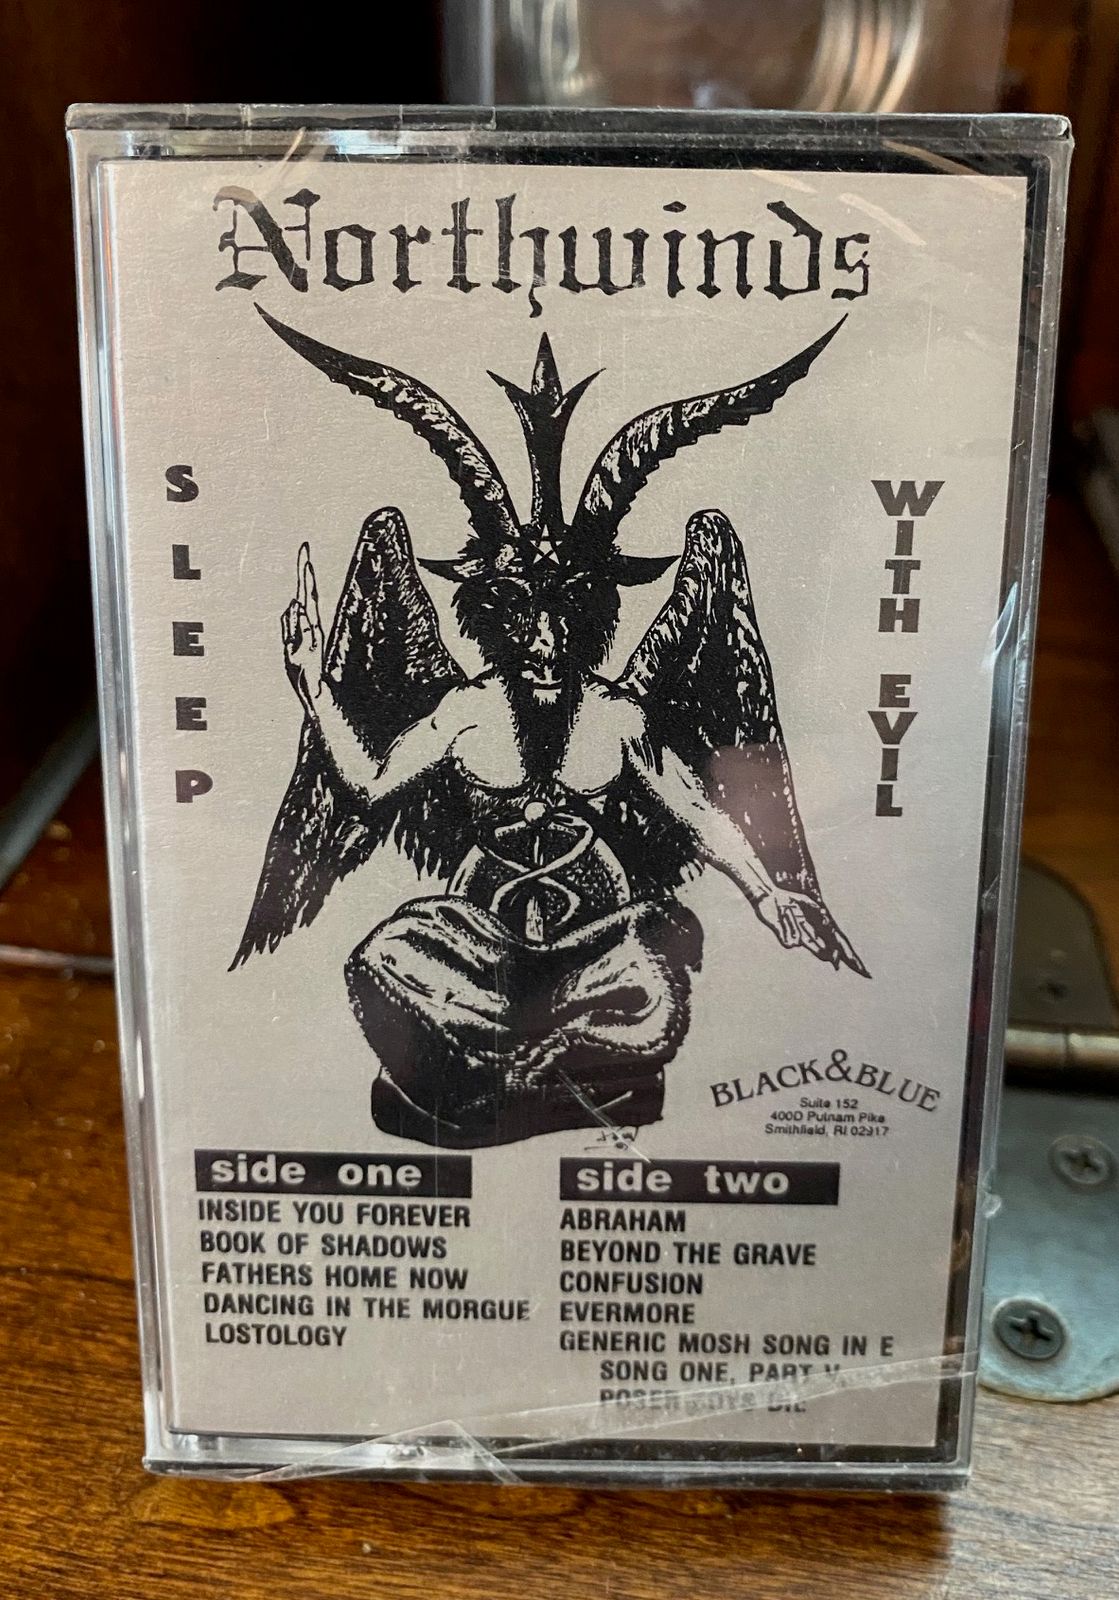 Northwinds
SLEEP
WITH EVIL
BLACK&BLUE
Suite 152
400D Putnam Pike
Smithfield, RI 02917
side one
INSIDE YOU FOREVER
BOOK OF SHADOWS
FATHERS HOME NOW
DANCING IN THE MORGUE
LOSTOLOGY
side two
ABRAHAM
BEYOND THE GRAVE
CONFUSION
EVERMORE
GENERIC MOSH SONG IN E
SONG ONE, PART V
POSER